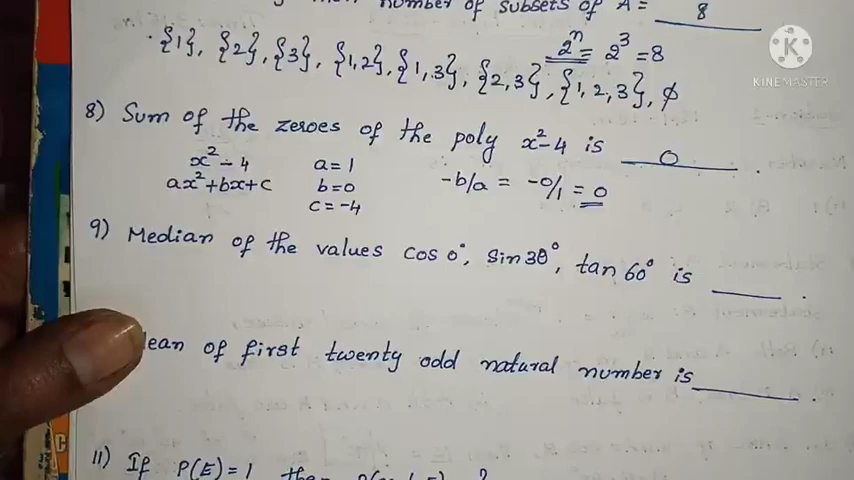 number of subsets of A = 8
2ⁿ = 2³ = 8
{1}, {2}, {3}, {1,2}, {1,3}, {2,3}, {1,2,3}, ϕ
KINEMASTER
8) Sum of the zeroes of the poly x²-4 is 0.
x²-4 a=1
ax²+bx+c b=0 -b/a = -0/1 = 0
c=-4
9) Median of the values cos 0°, sin 30°, tan 60° is ____.
ean of first twenty odd natural number is ____.
11) If P(E)=1